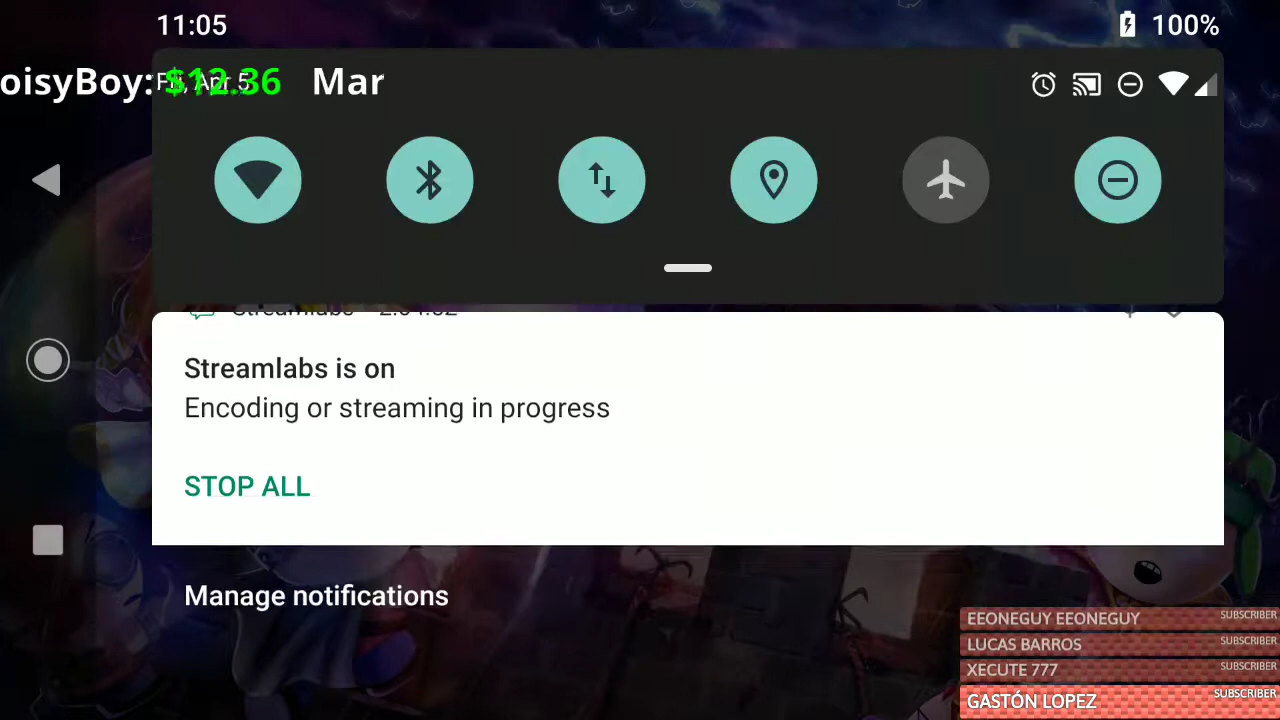 11:05
100%
oisyBoy: $12.36 Mar
Fri, Apr 5
Streamlabs
Streamlabs is on
Encoding or streaming in progress
STOP ALL
Manage notifications
EEONEGUY EEONEGUY SUBSCRIBER
LUCAS BARROS SUBSCRIBER
XECUTE 777 SUBSCRIBER
GASTÓN LOPEZ SUBSCRIBER